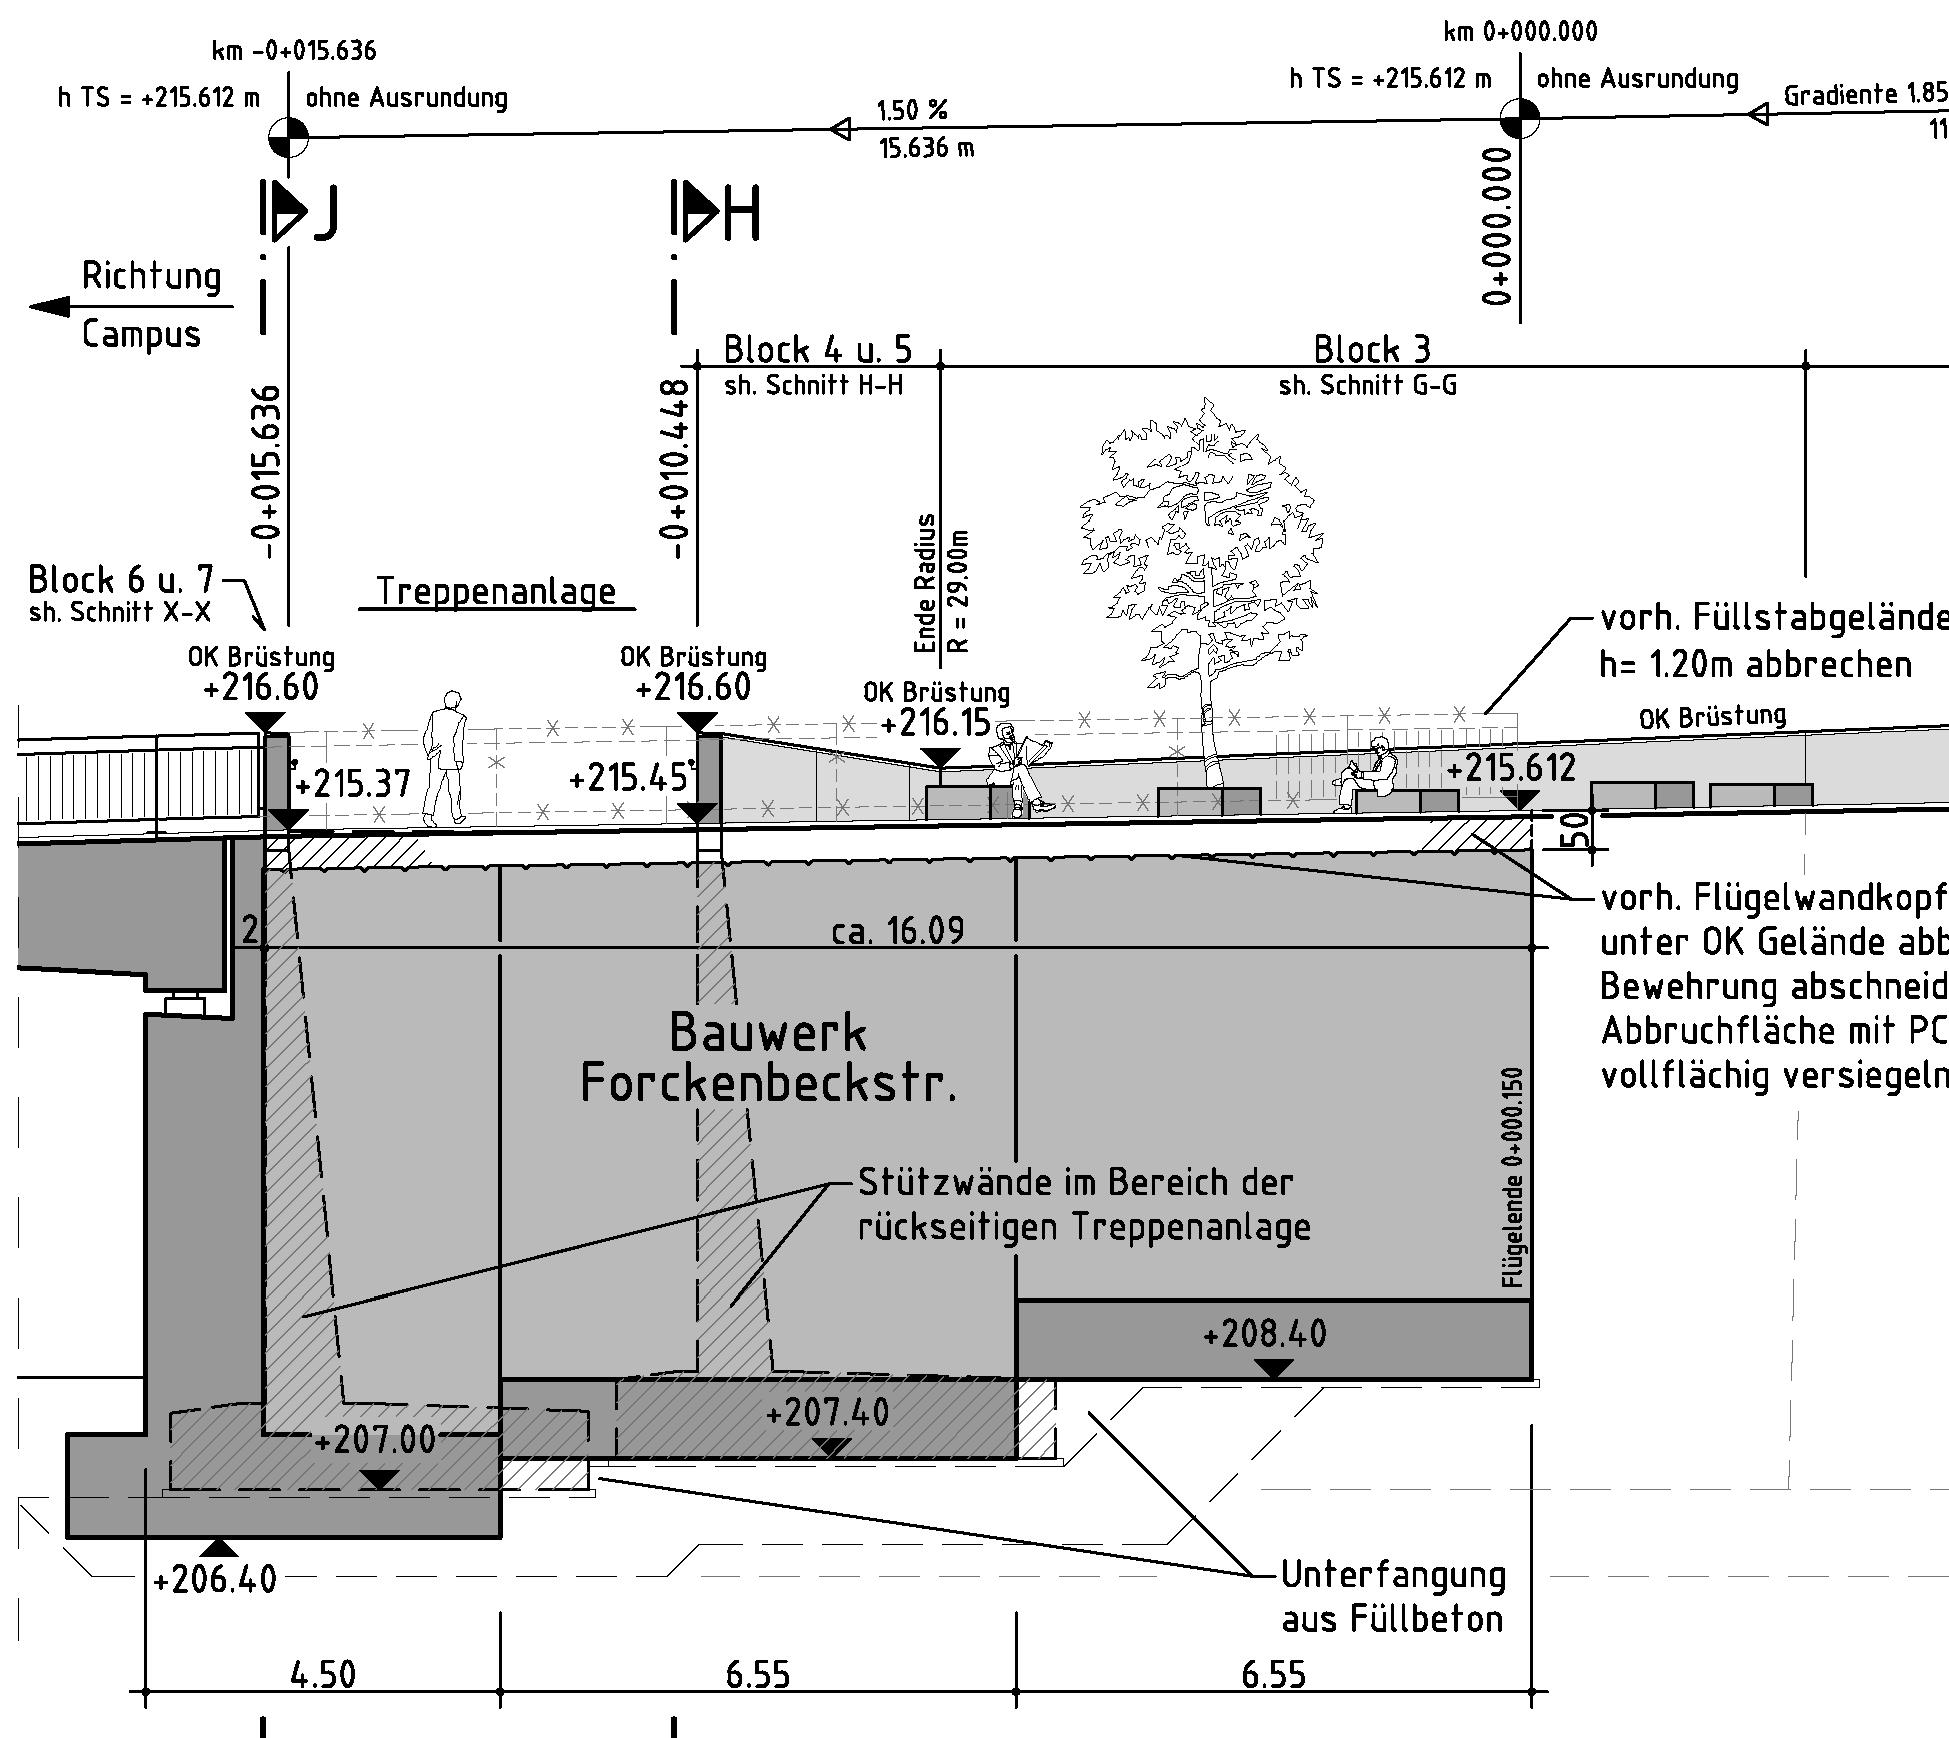 km -0+015.636
km 0+000.000
h TS = +215.612 m
ohne Ausrundung
h TS = +215.612 m
ohne Ausrundung
1.50 %
15.636 m
Gradiente 1.85
11
0+000.000
J
H
Richtung
Campus
Block 4 u. 5
sh. Schnitt H-H
Block 3
sh. Schnitt G-G
-0+015.636
-0+010.448
Ende Radius
R = 29.00m
Block 6 u. 7
sh. Schnitt X-X
Treppenanlage
vorh. Füllstabgelände
h= 1.20m abbrechen
OK Brüstung
+216.60
OK Brüstung
+216.60
OK Brüstung
+216.15
OK Brüstung
+215.37
+215.45
+215.612
50
2
ca. 16.09
vorh. Flügelwandkopf
unter OK Gelände abb
Bewehrung abschneid
Abbruchfläche mit PC
vollflächig versiegeln
Bauwerk
Forckenbeckstr.
Flügelende 0+000.150
Stützwände im Bereich der
rückseitigen Treppenanlage
+208.40
+207.40
+207.00
+206.40
Unterfangung
aus Füllbeton
4.50
6.55
6.55